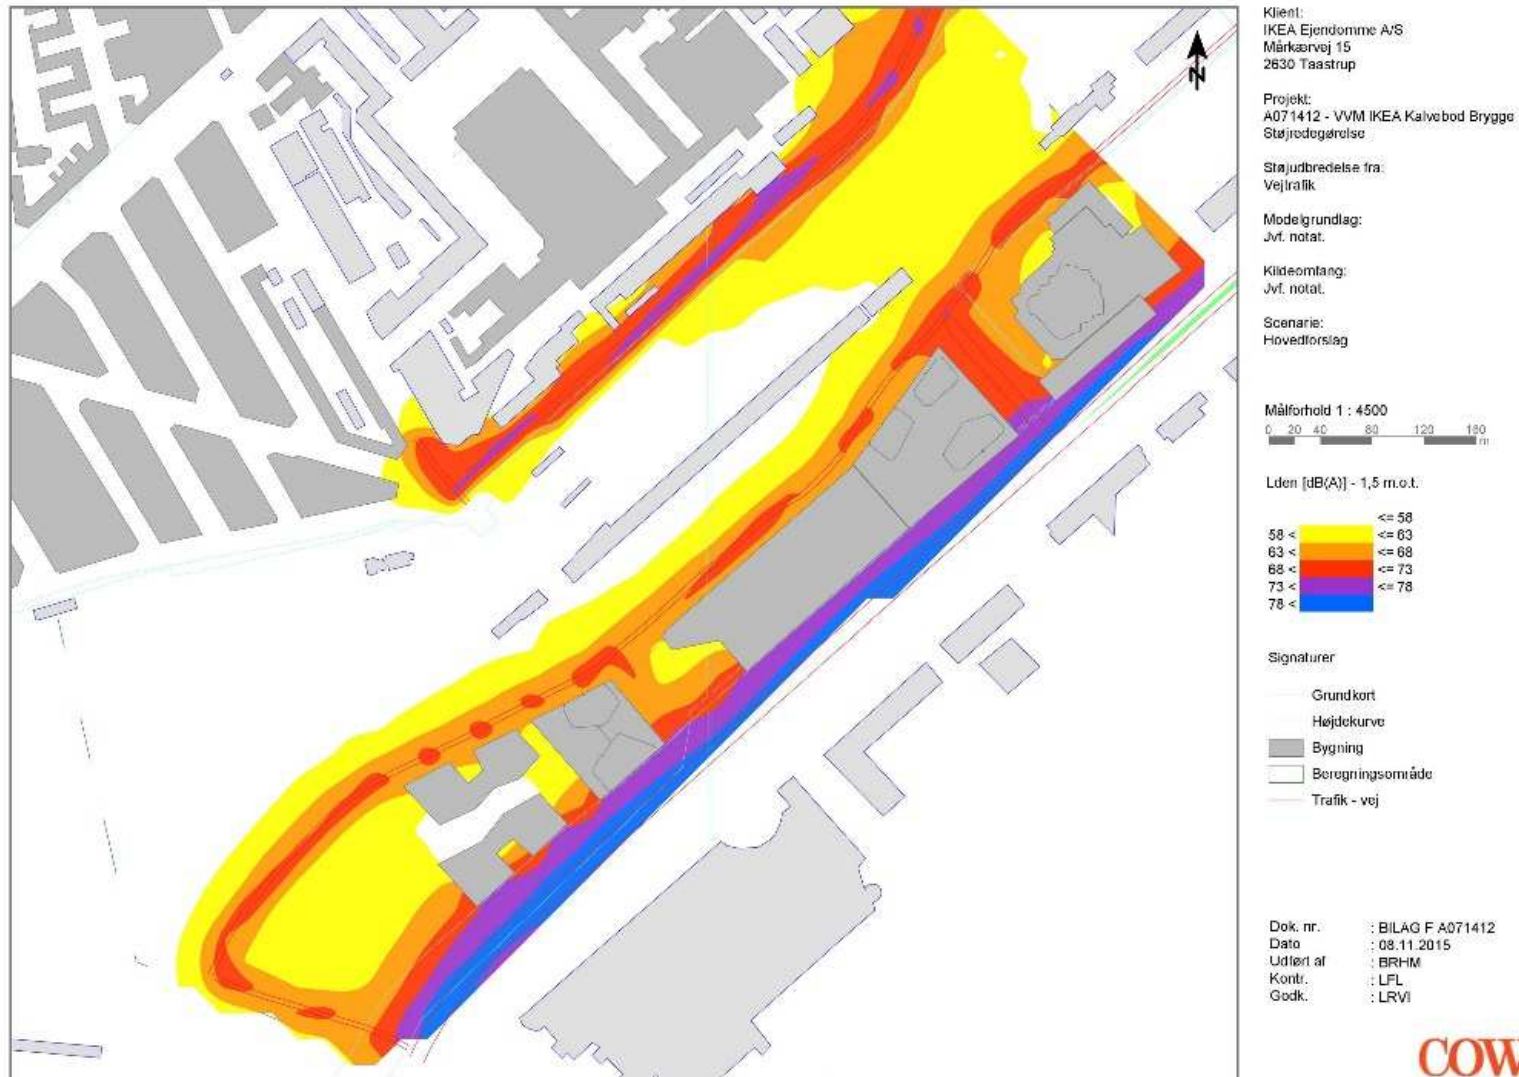 N
Klient:
IKEA Ejendomme A/S
Mårkærvej 15
2630 Taastrup
Projekt:
A071412 - VVM IKEA Kalvebod Brygge
Støjredegørelse
Støjudbredelse fra:
Vejtrafik
Modelgrundlag:
Jvf. notat.
Kildeomfang:
Jvf. notat.
Scenarie:
Hovedforslag
Målforhold 1 : 4500
0 20 40 80 120 160
m
Lden [dB(A)] - 1,5 m.o.t.
<= 58
58 < <= 63
63 < <= 68
68 < <= 73
73 < <= 78
78 <
Signaturer
Grundkort
Højdekurve
Bygning
Beregningsområde
Trafik - vej
Dok. nr. : BILAG F A071412
Dato : 08.11.2015
Udført af : BRHM
Kontr. : LFL
Godk. : LRVI
COW